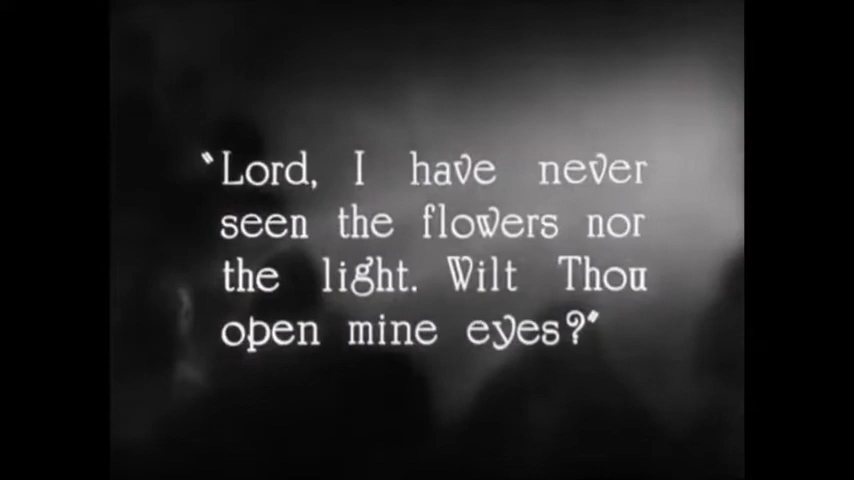 "Lord, I have never
seen the flowers nor
the light. Wilt Thou
open mine eyes?"